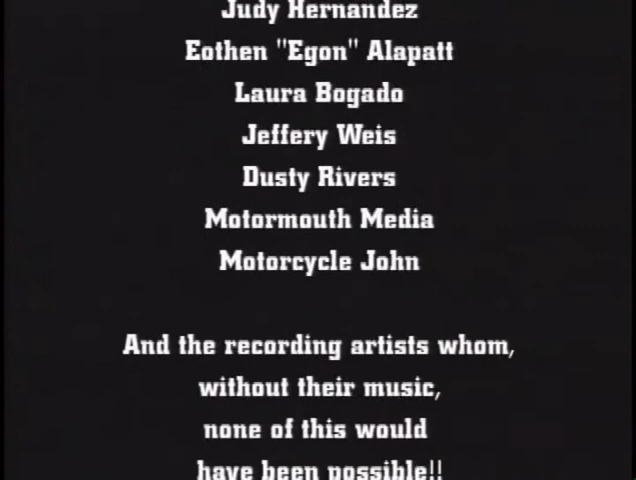 Judy Hernandez
Eothen "Egon" Alapatt
Laura Bogado
Jeffery Weis
Dusty Rivers
Motormouth Media
Motorcycle John
And the recording artists whom,
without their music,
none of this would
have been possible!!